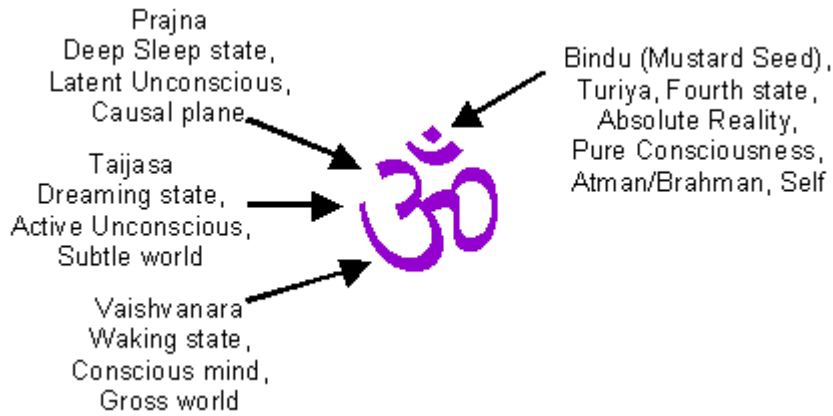 Prajna
Deep Sleep state,
Latent Unconscious,
Causal plane
Bindu (Mustard Seed),
Turiya, Fourth state,
Absolute Reality,
Pure Consciousness,
Atman/Brahman, Self
ॐ
Taijasa
Dreaming state,
Active Unconscious,
Subtle world
Vaishvanara
Waking state,
Conscious mind,
Gross world